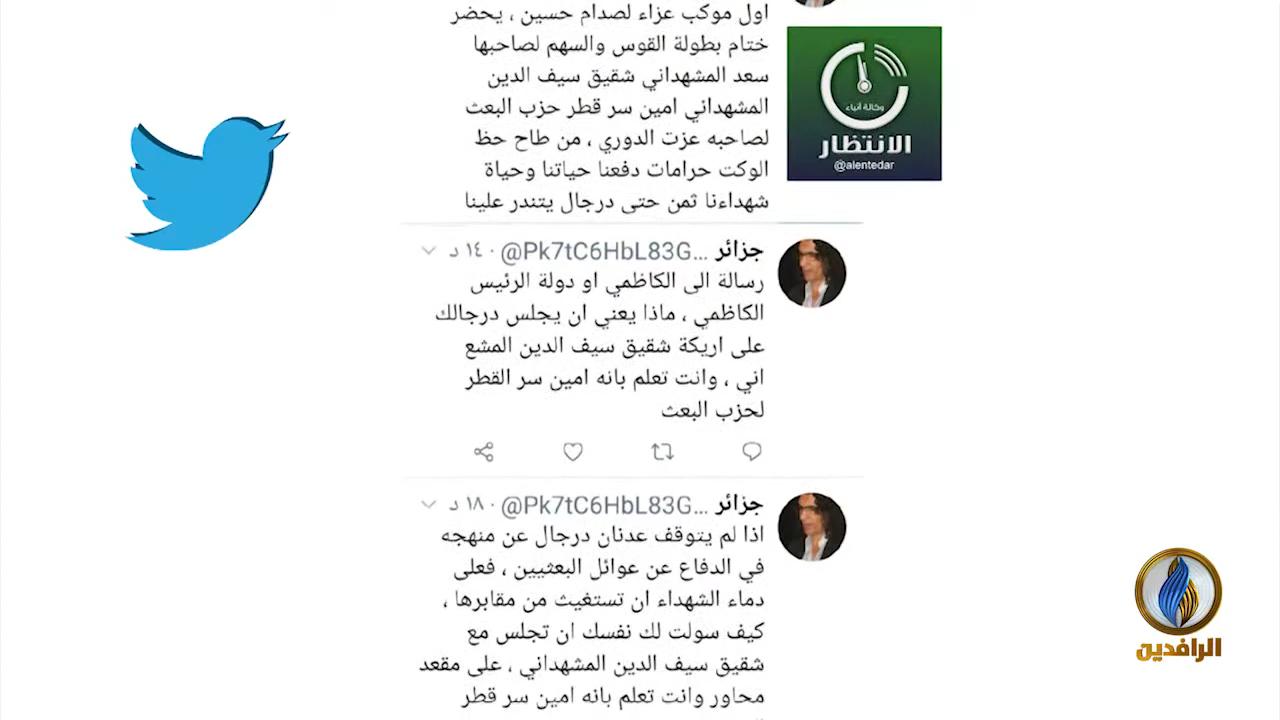 اول موكب عزاء لصدام حسين ، يحضر
ختام بطولة القوس والسهم لصاحبها
سعد المشهداني شقيق سيف الدين
المشهداني امين سر قطر حزب البعث
لصاحبه عزت الدوري ، من طاح حظ
الوكت حرامات دفعنا حياتنا وحياة
شهداءنا ثمن حتى درجال يتندر علينا
وكالة أنباء
الانتظار
@alentedar
جزائر @Pk7tC6HbL83G... · ١٤ د
رسالة الى الكاظمي او دولة الرئيس
الكاظمي ، ماذا يعني ان يجلس درجالك
على اريكة شقيق سيف الدين المشع
اني ، وانت تعلم بانه امين سر القطر
لحزب البعث
جزائر @Pk7tC6HbL83G... · ١٨ د
اذا لم يتوقف عدنان درجال عن منهجه
في الدفاع عن عوائل البعثيين ، فعلى
دماء الشهداء ان تستغيث من مقابرها ،
كيف سولت لك نفسك ان تجلس مع
شقيق سيف الدين المشهداني ، على مقعد
محاور وانت تعلم بانه امين سر قطر
الرافدين